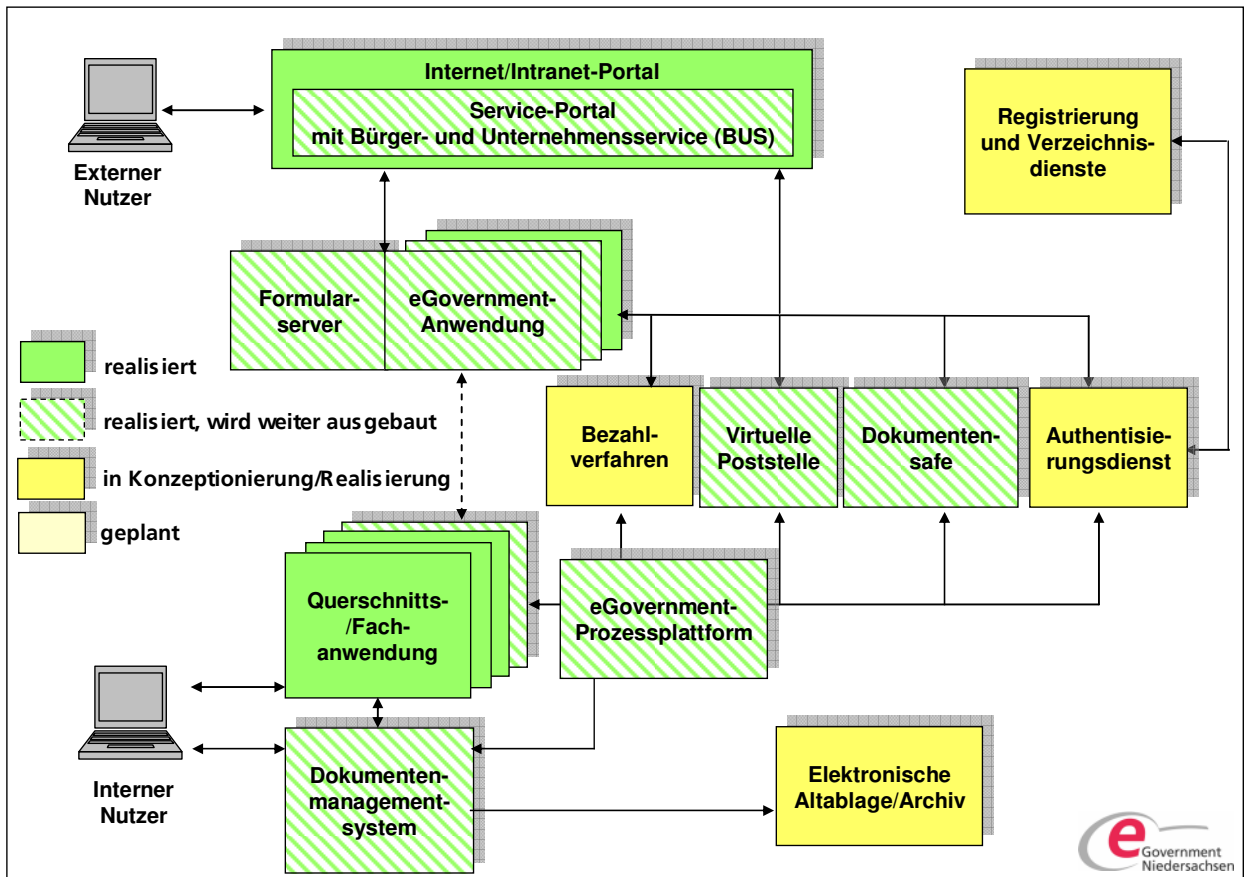 Internet/Intranet-Portal
Service-Portal
mit Bürger- und Unternehmensservice (BUS)
Externer
Nutzer
Registrierung
und Verzeichnis-
dienste
Formular-
server
eGovernment-
Anwendung
realisiert
realisiert, wird weiter ausgebaut
in Konzeptionierung/Realisierung
geplant
Bezahl-
verfahren
Virtuelle
Poststelle
Dokumenten-
safe
Authentisie-
rungsdienst
Querschnitts-
/Fach-
anwendung
eGovernment-
Prozessplattform
Interner
Nutzer
Dokumenten-
management-
system
Elektronische
Altablage/Archiv
e
Government
Niedersachsen